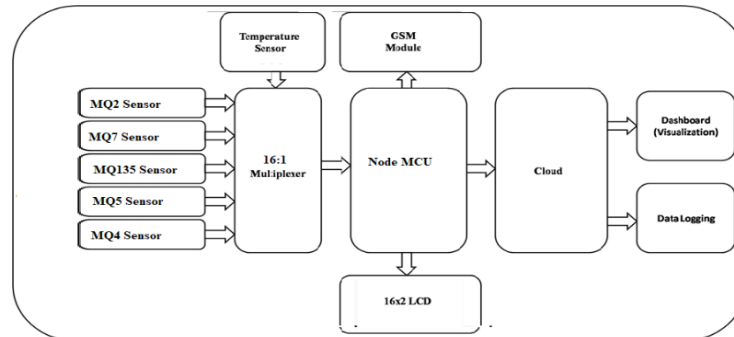 Temperature
Sensor
GSM
Module
MQ2 Sensor
MQ7 Sensor
MQ135 Sensor
MQ5 Sensor
MQ4 Sensor
16:1
Multiplexer
Node MCU
Cloud
Dashboard
(Visualization)
Data Logging
16x2 LCD